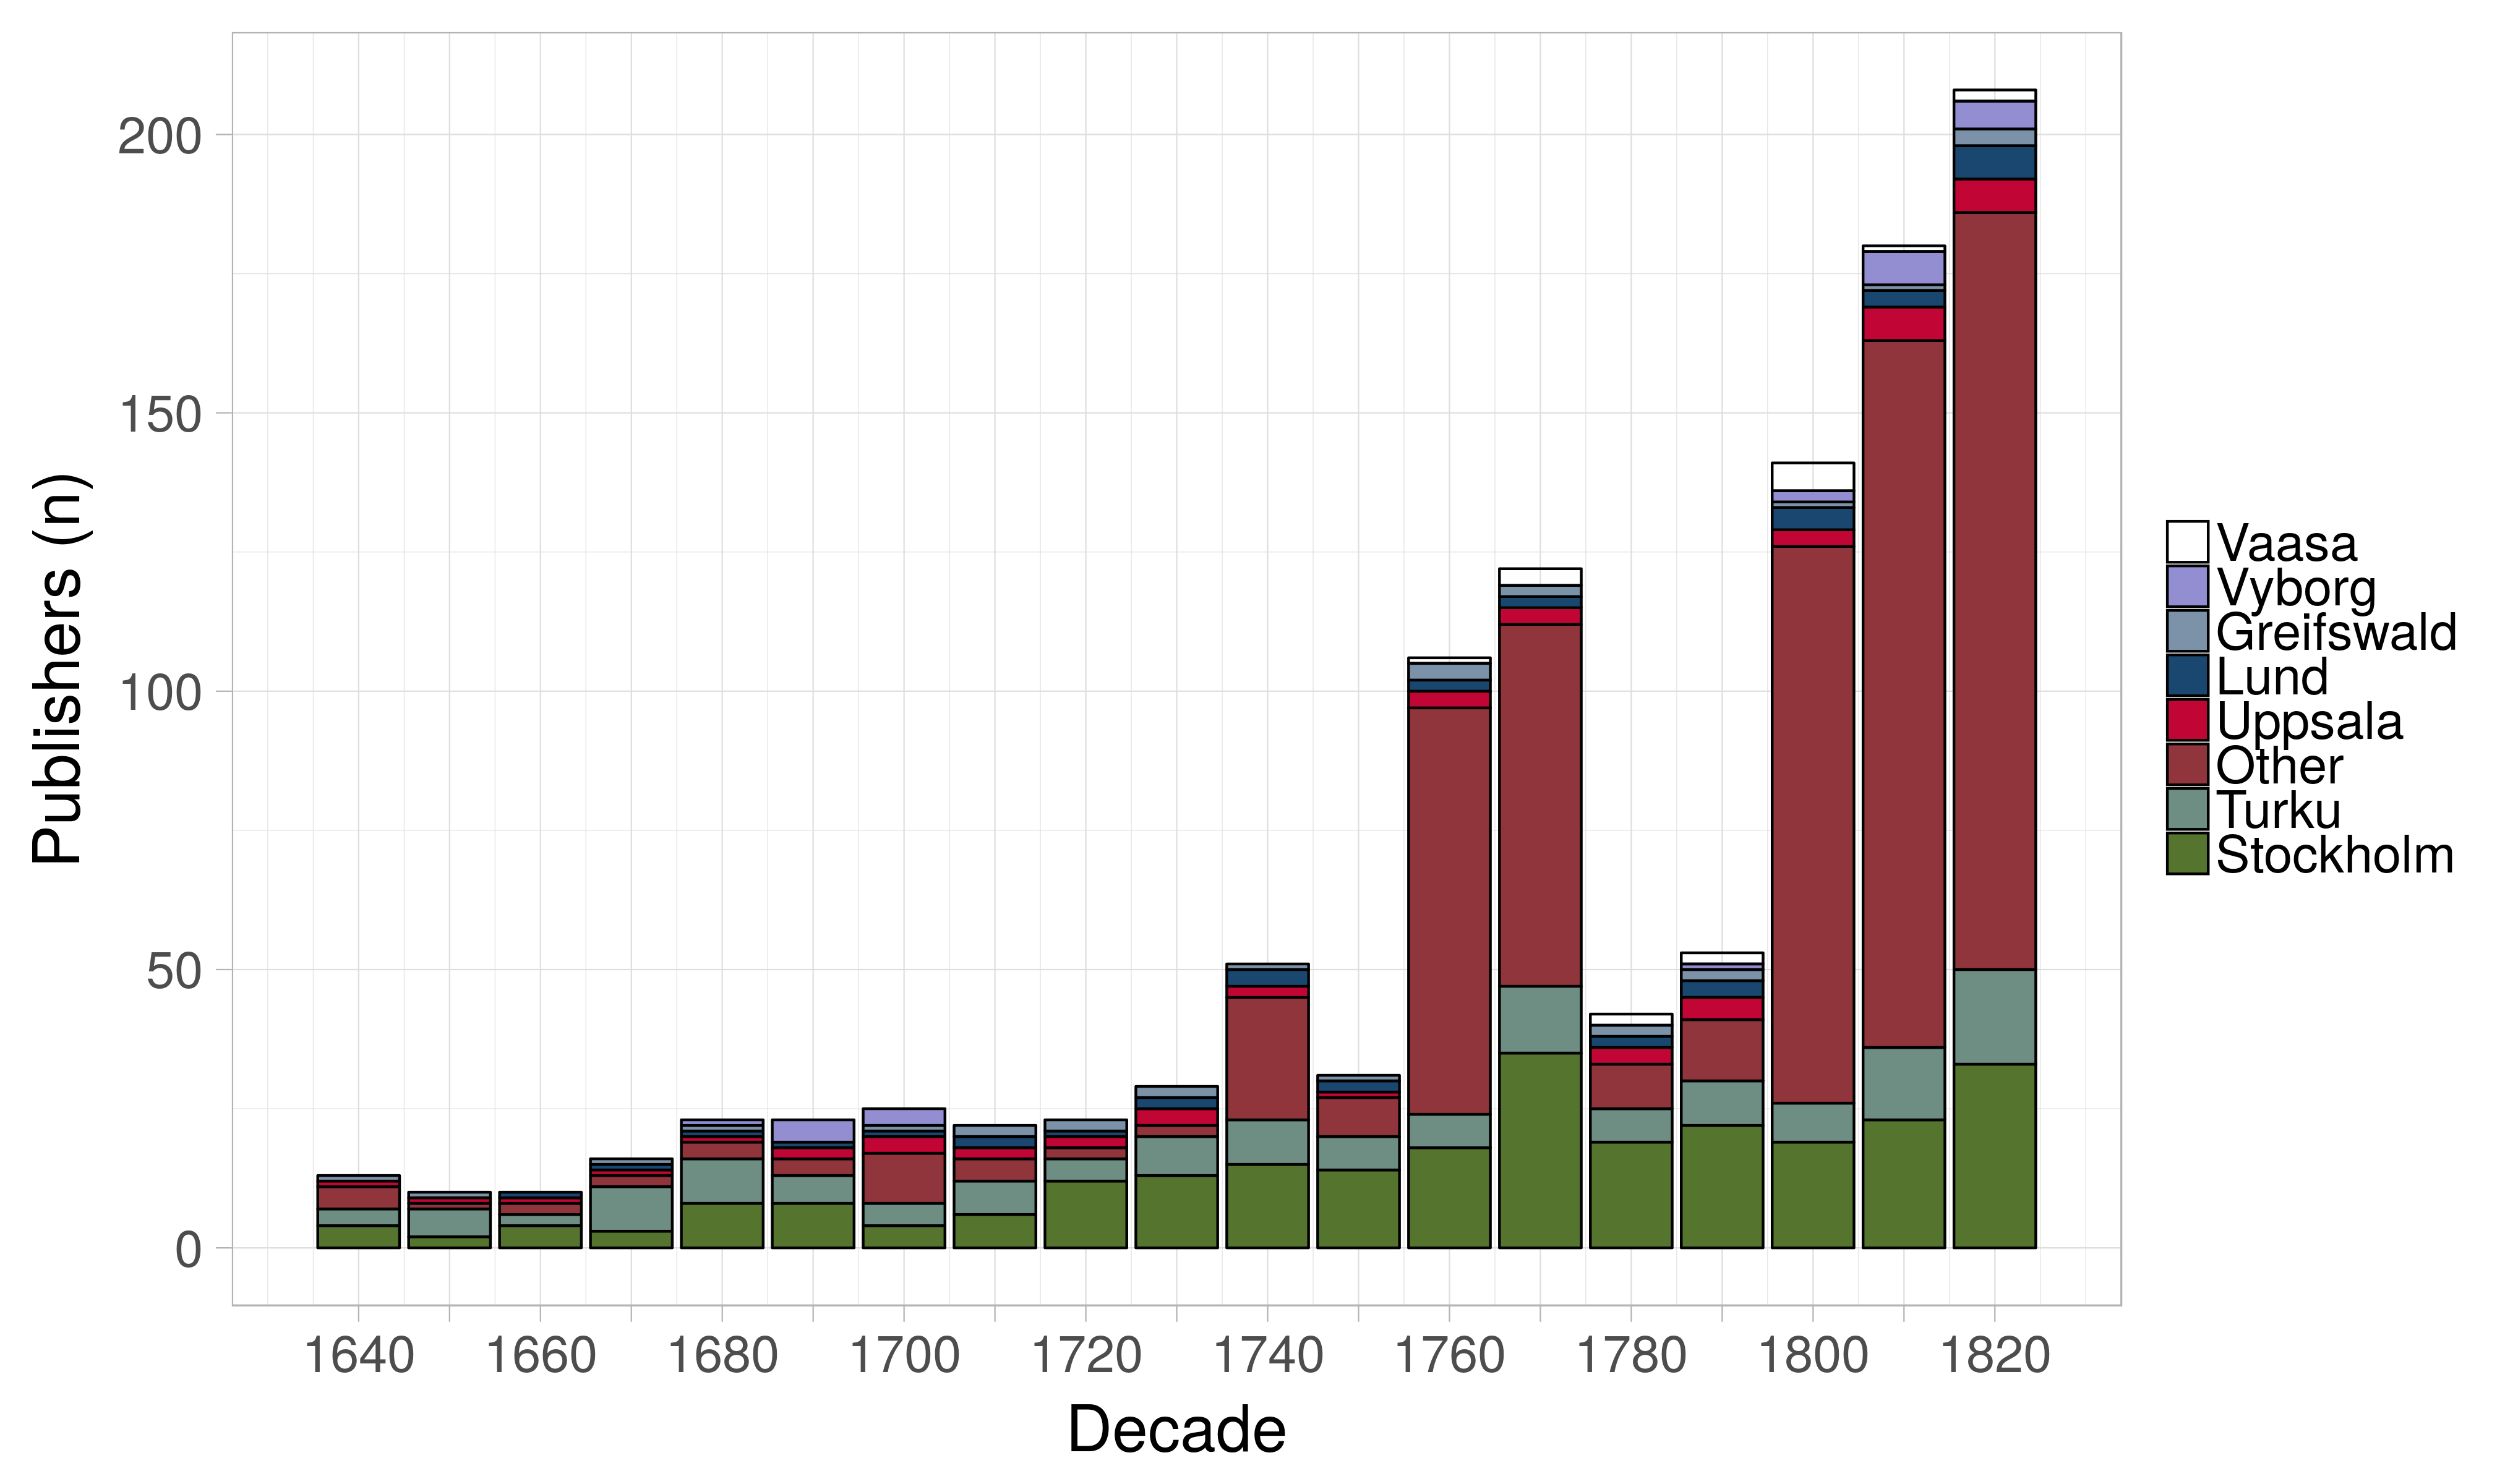 Publishers (n)
200
150
100
50
0
1640 1660 1680 1700 1720 1740 1760 1780 1800 1820
Decade
Vaasa
Vyborg
Greifswald
Lund
Uppsala
Other
Turku
Stockholm